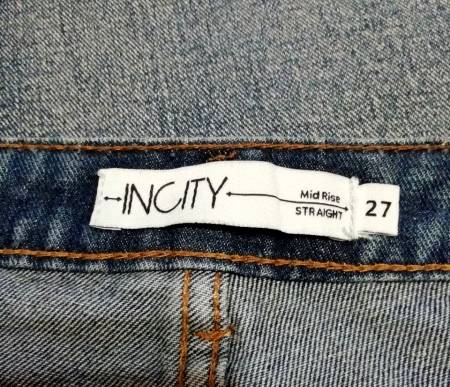 INCITY
Mid Rise
STRAIGHT
27